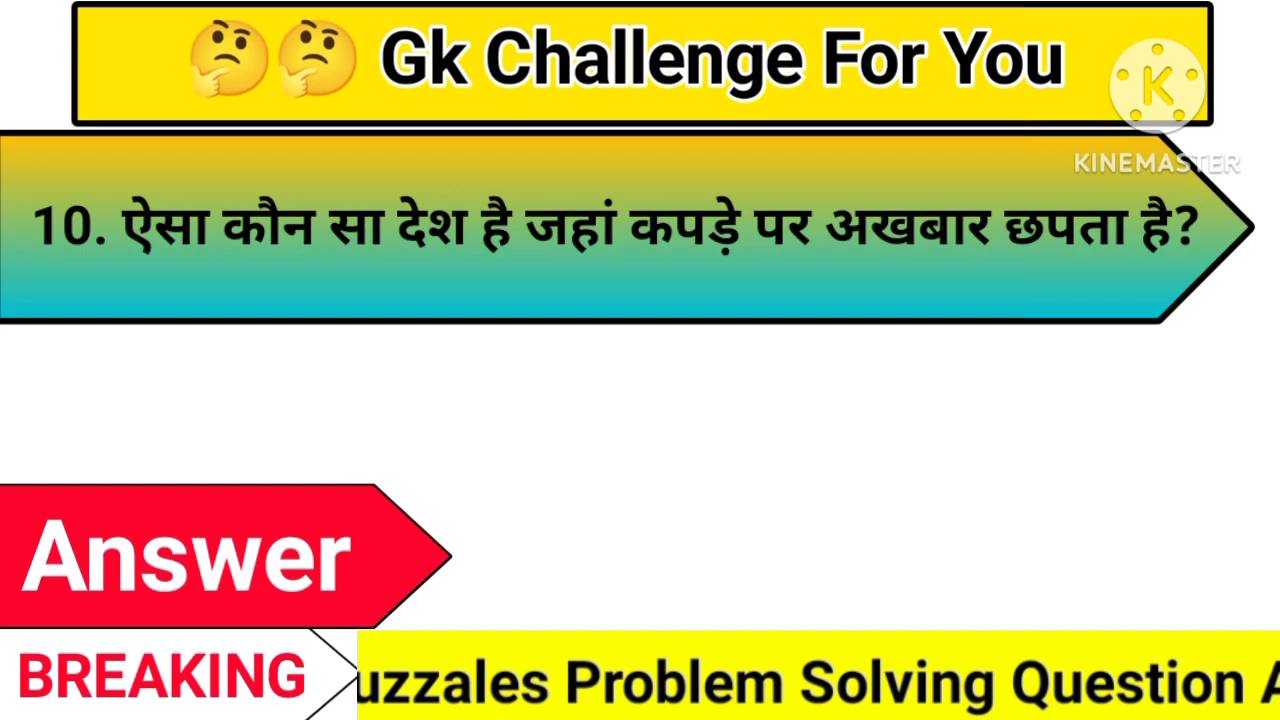 🤔🤔 Gk Challenge For You
K
KINEMASTER
10. ऐसा कौन सा देश है जहां कपड़े पर अखबार छपता है?
Answer
BREAKING
uzzales Problem Solving Question A